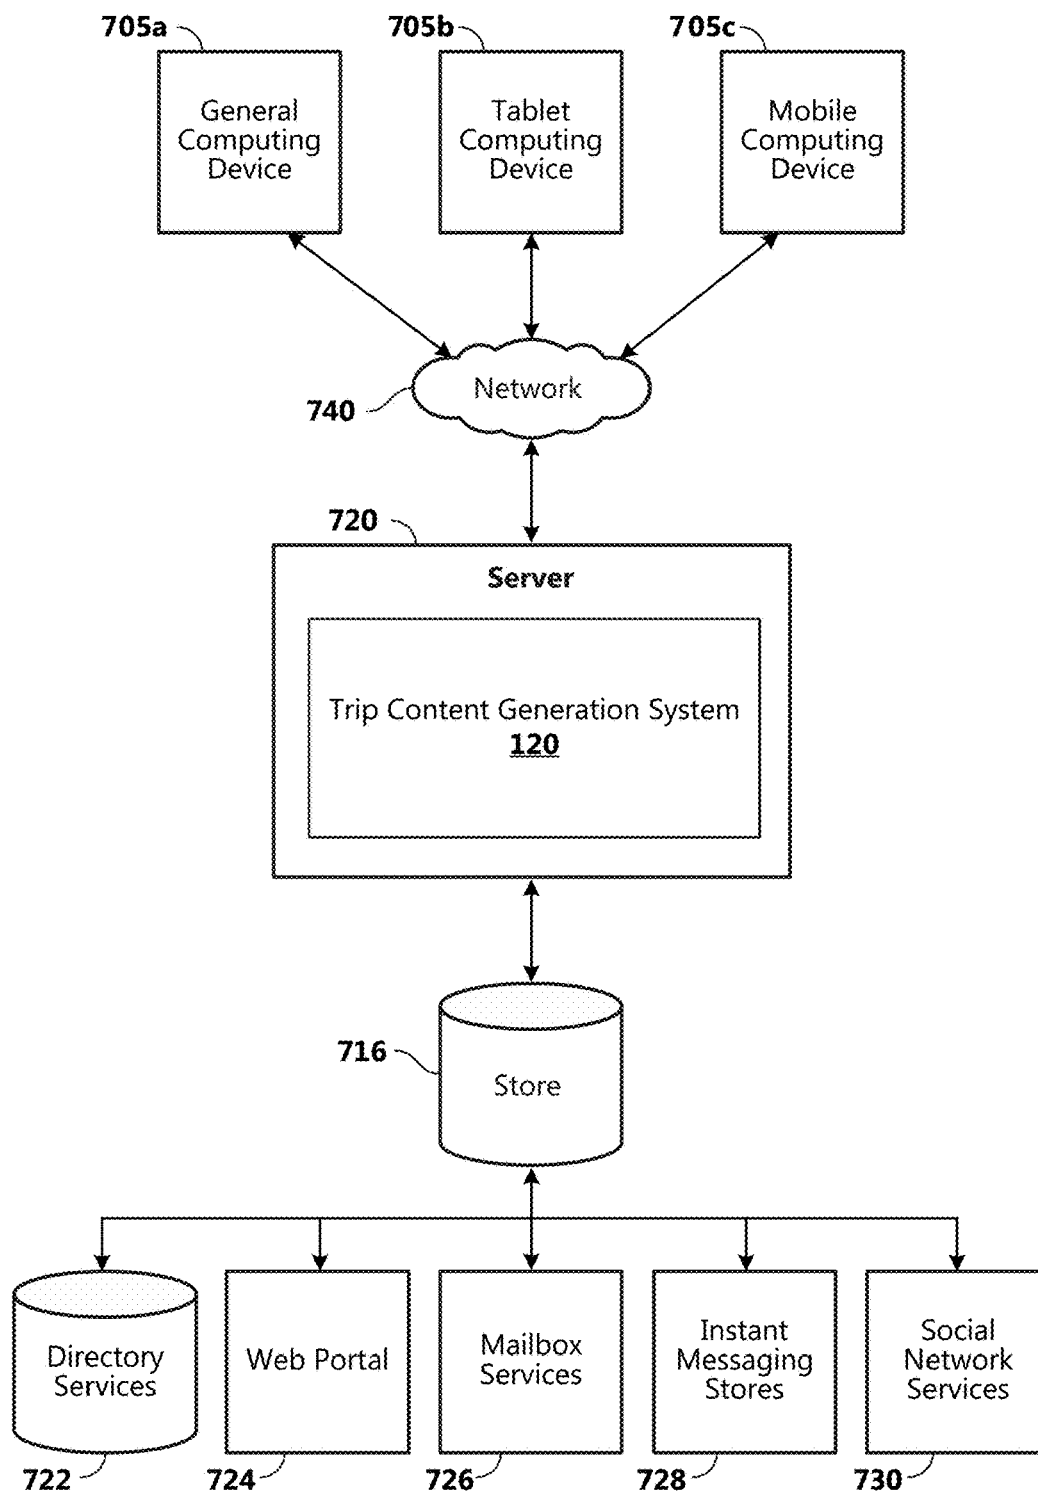 705a
705b
705c
General
Computing
Device
Tablet
Computing
Device
Mobile
Computing
Device
Network
740
720
Server
Trip Content Generation System
120
716
Store
Directory
Services
Web Portal
Mailbox
Services
Instant
Messaging
Stores
Social
Network
Services
722
724
726
728
730